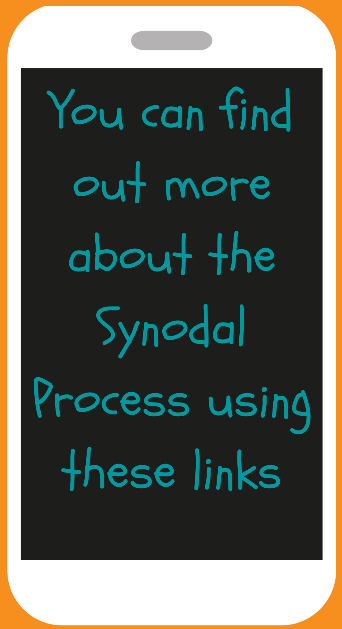 You can find
out more
about the
Synodal
Process using
these links